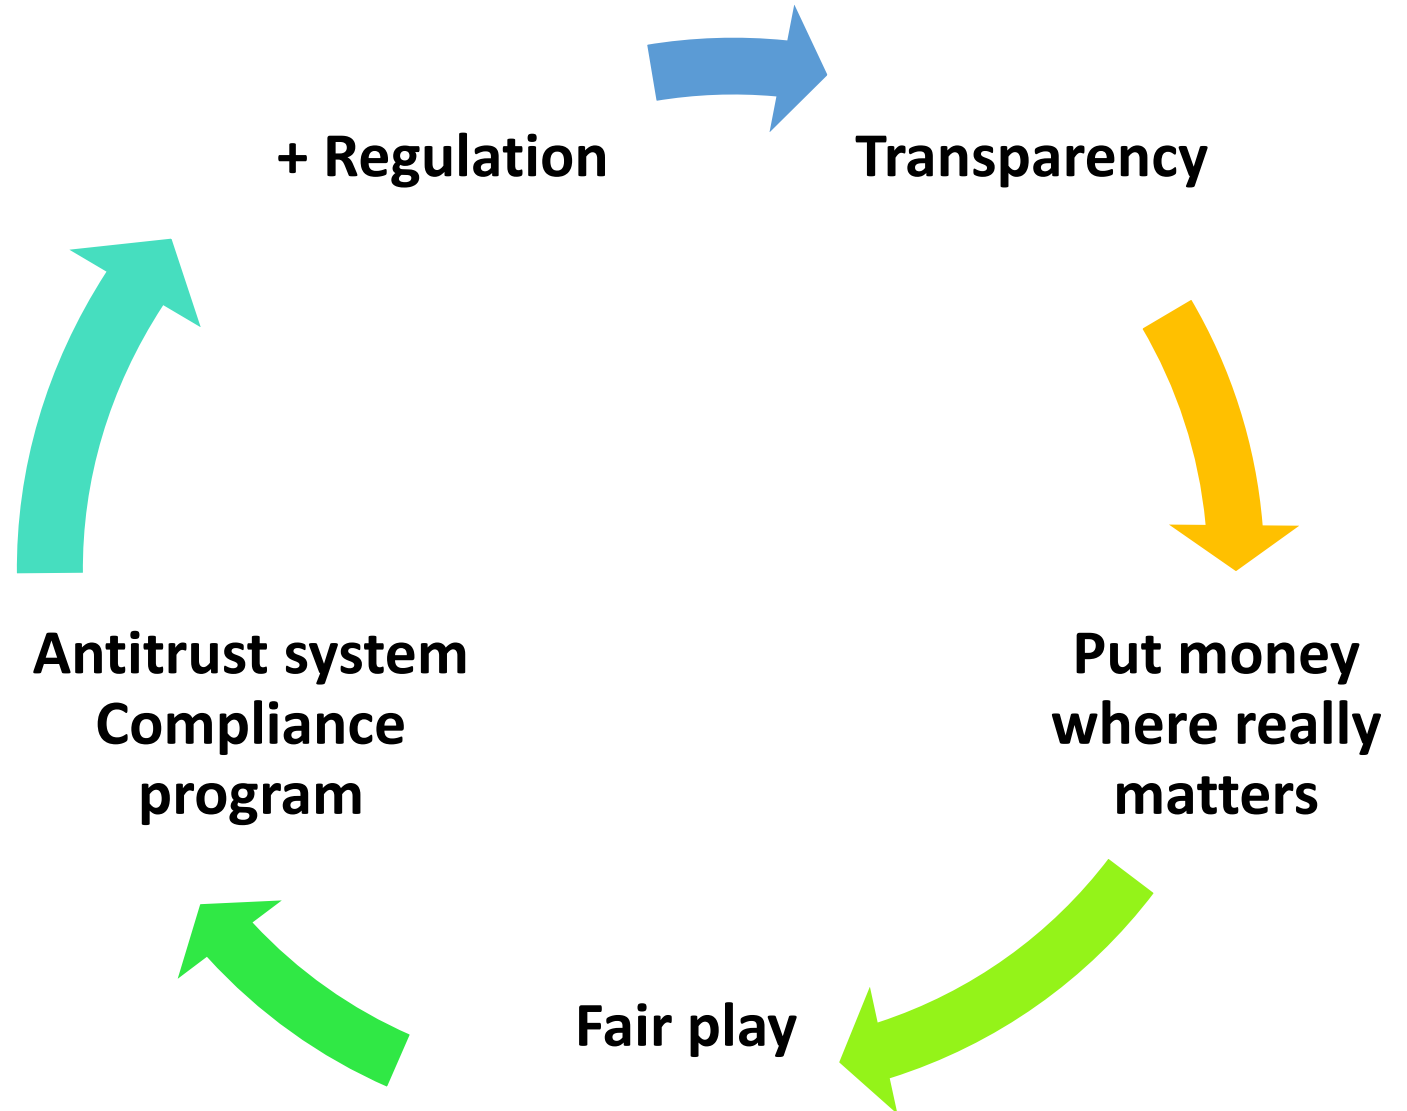 + Regulation
Transparency
Put money
where really
matters
Fair play
Antitrust system
Compliance
program